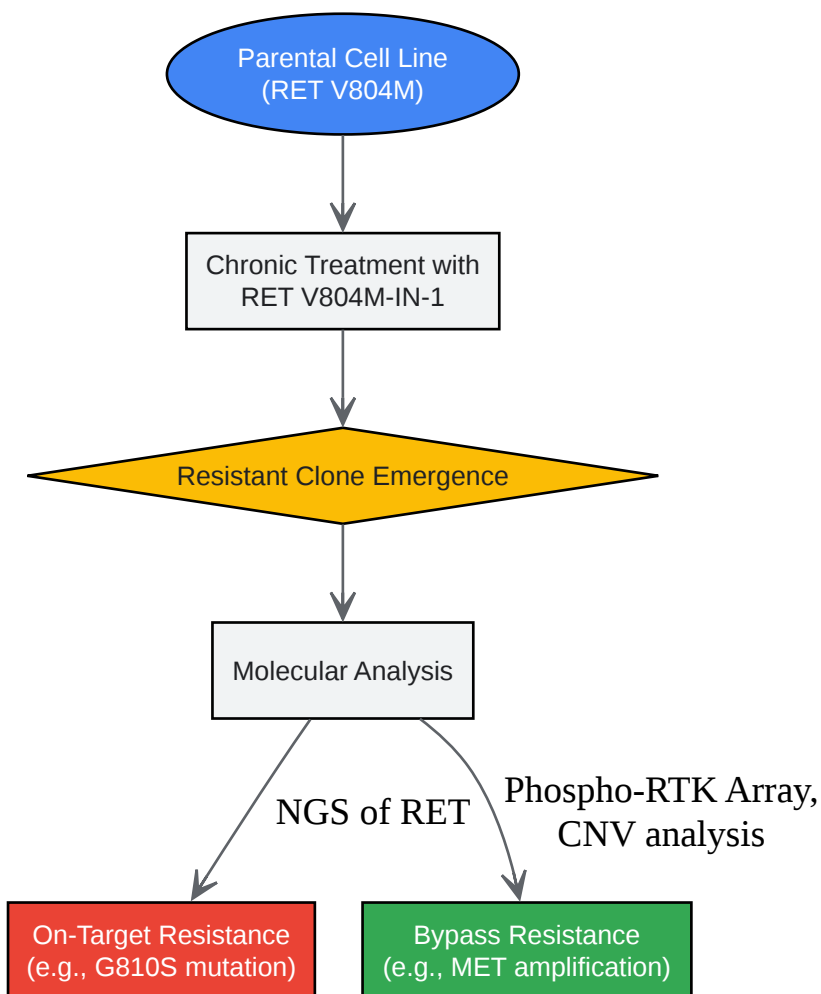 Parental Cell Line
(RET V804M)
Chronic Treatment with
RET V804M-IN-1
Resistant Clone Emergence
Molecular Analysis
NGS of RET
Phospho-RTK Array,
CNV analysis
On-Target Resistance
(e.g., G810S mutation)
Bypass Resistance
(e.g., MET amplification)